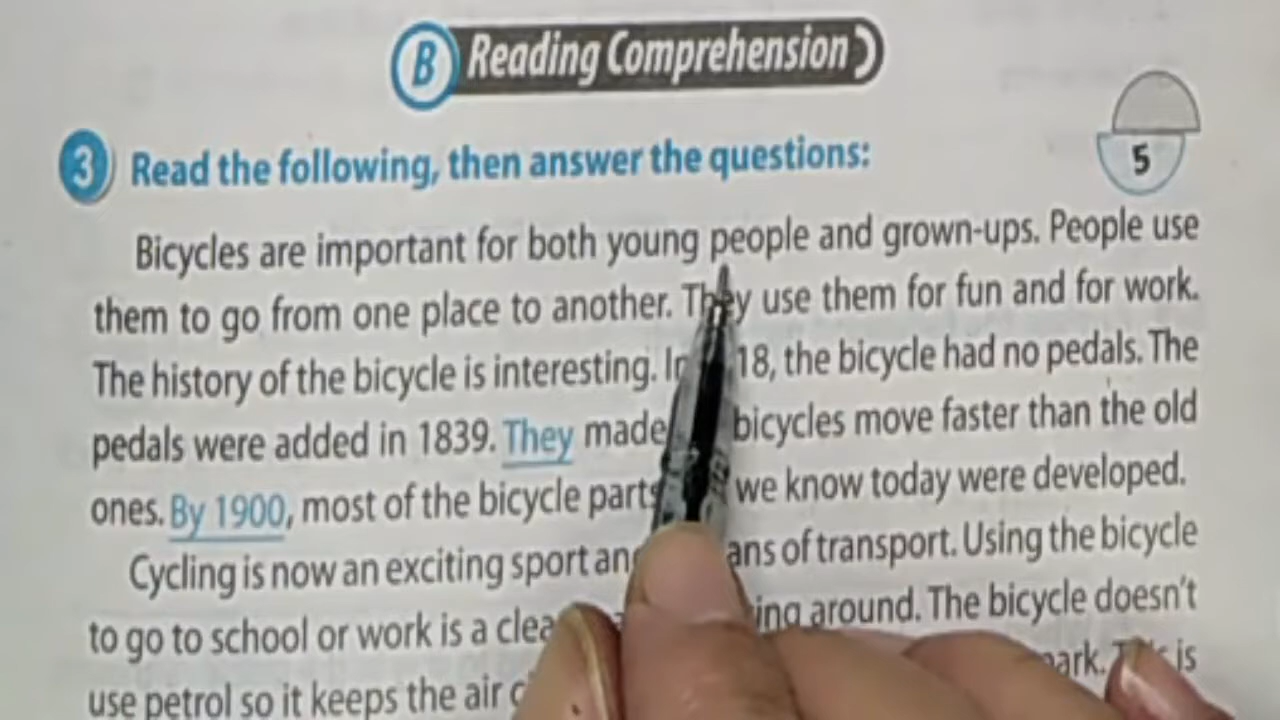 B Reading Comprehension
3 Read the following, then answer the questions:
5
Bicycles are important for both young people and grown-ups. People use
them to go from one place to another. They use them for fun and for work.
The history of the bicycle is interesting. In 18, the bicycle had no pedals. The
pedals were added in 1839. They made bicycles move faster than the old
ones. By 1900, most of the bicycle parts we know today were developed.
Cycling is now an exciting sport of transport. Using the bicycle
to go to school or work is a around. The bicycle doesn't
use petrol so it keeps the air is